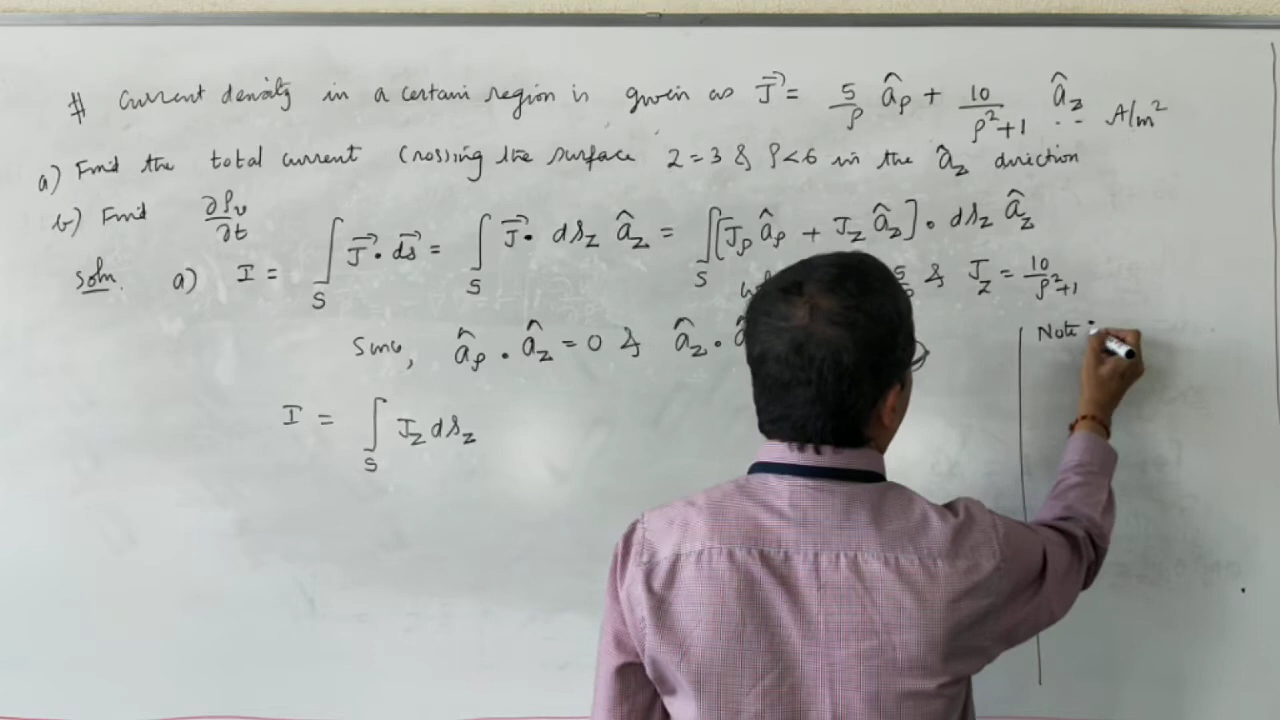 # Current density in a certain region is given as J⃗ = 5/ρ âρ + 10/(ρ²+1) âz A/m²
a) Find the total current crossing the surface z=3 & ρ<6 in the âz direction
b) Find ∂ρv/∂t
Soln. a) I = ∫S J⃗ • ds⃗ = ∫S J⃗ • dsz âz = ∫S [Jρ âρ + Jz âz] • dsz âz
& Jz = 10/(ρ²+1)
Since, âρ • âz = 0 & âz •
Note
I = ∫S Jz dsz